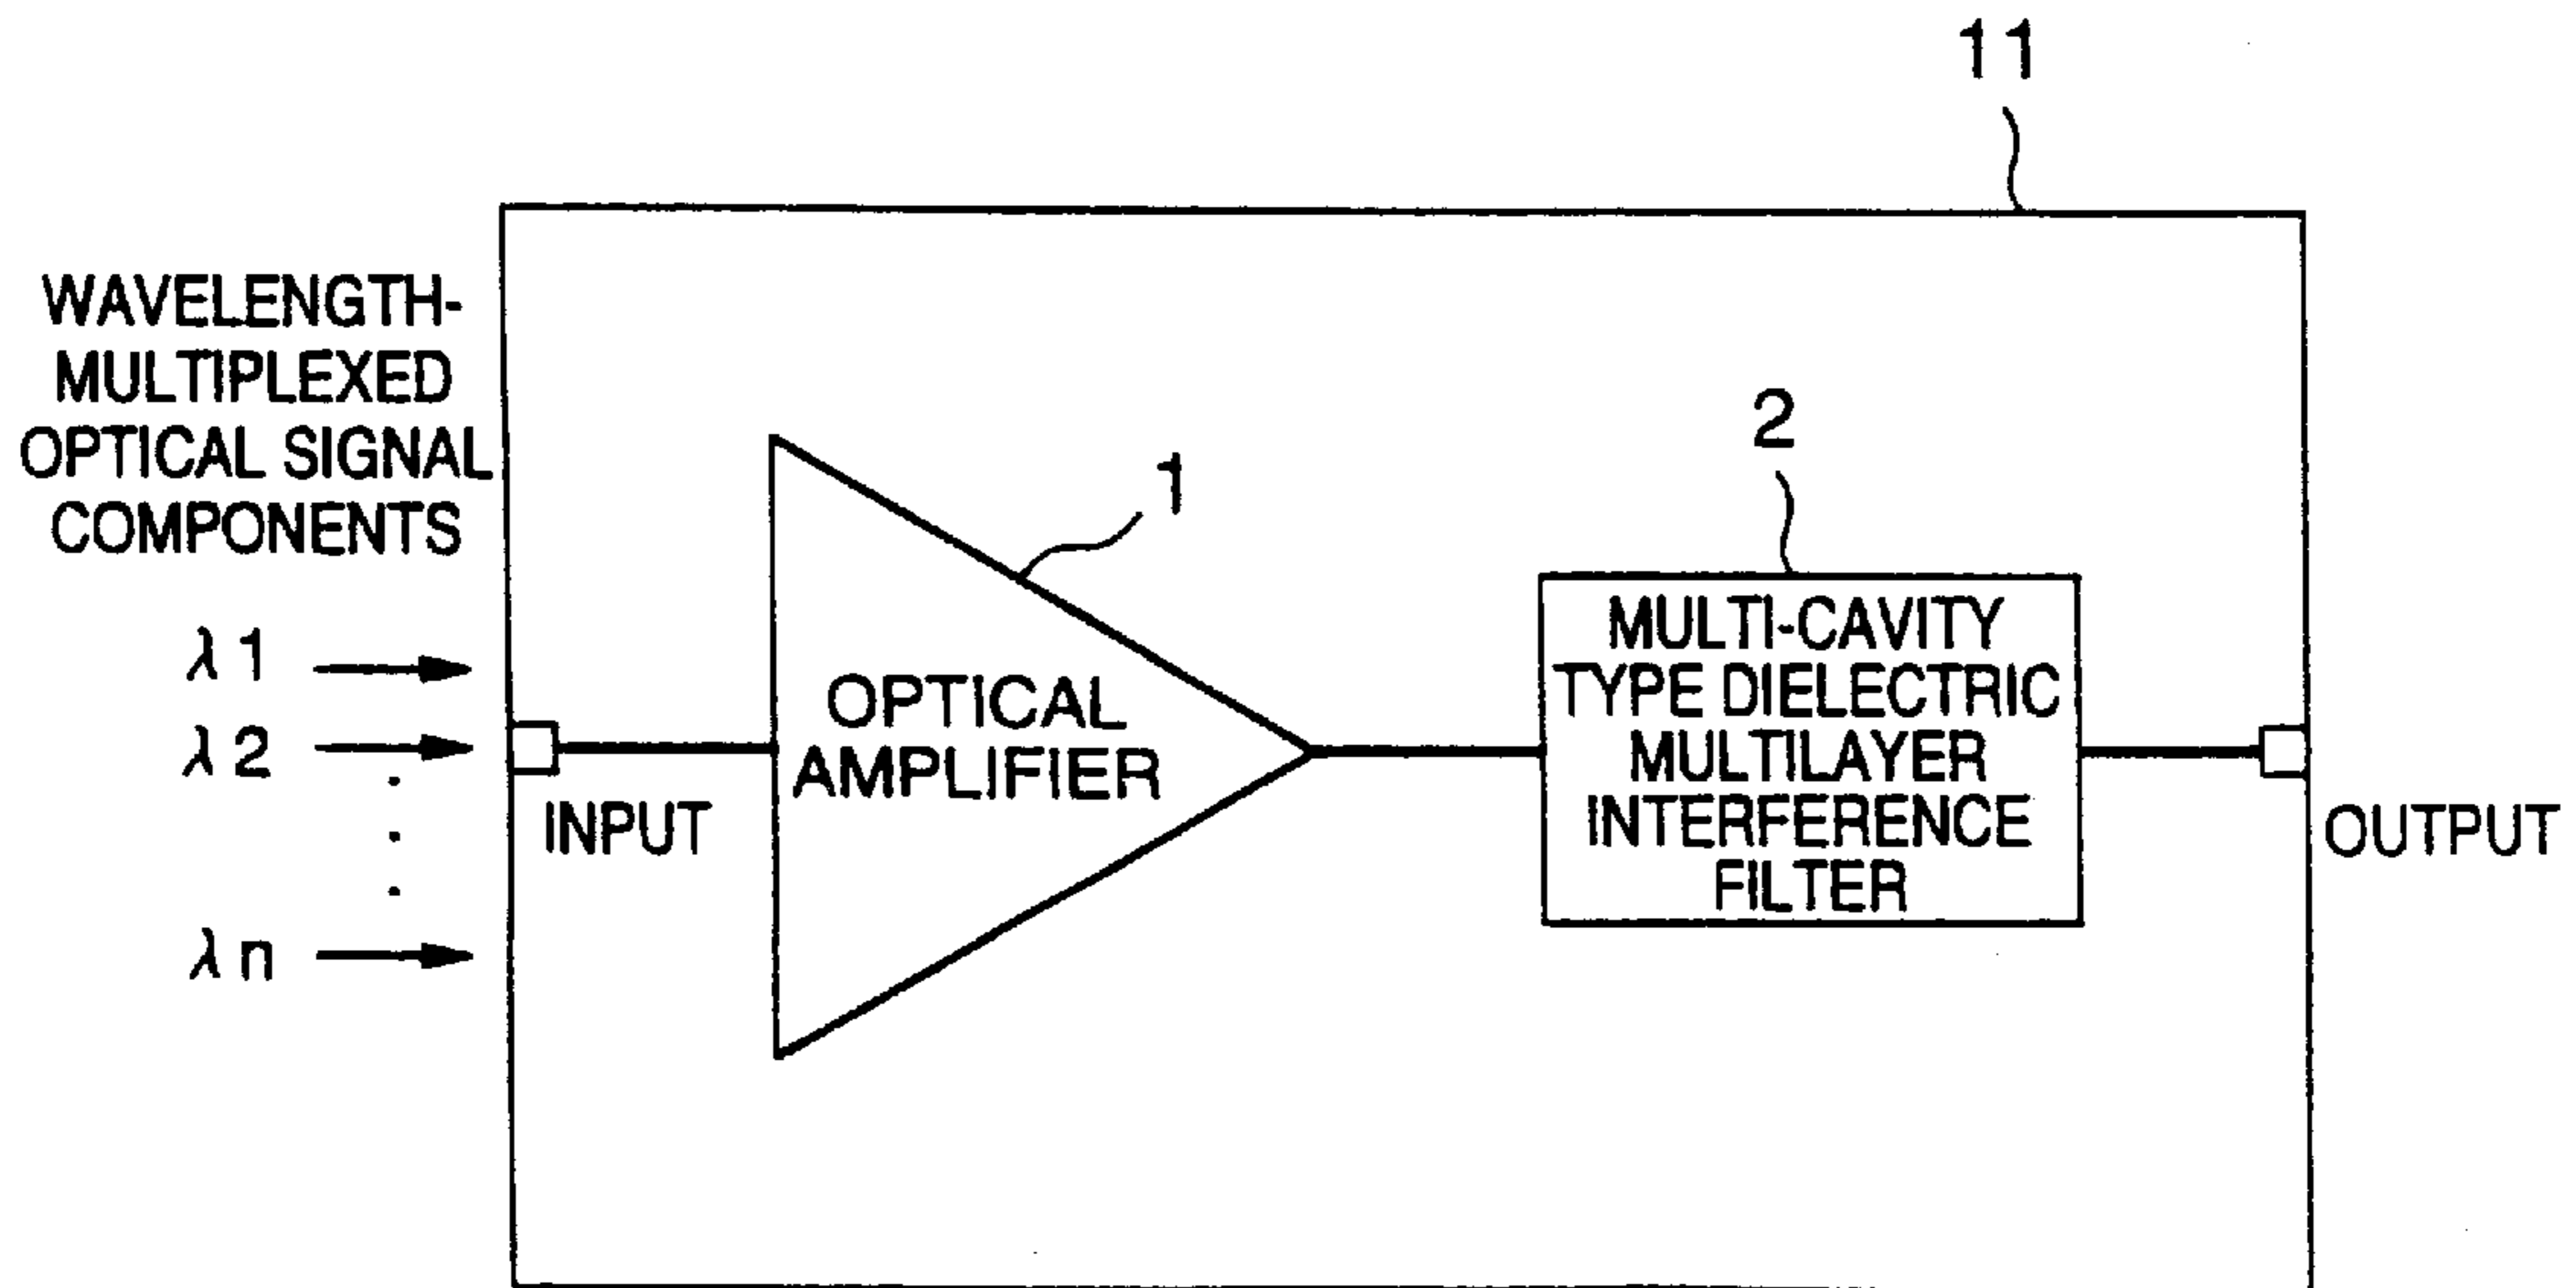 11
WAVELENGTH-
MULTIPLEXED
OPTICAL SIGNAL
COMPONENTS
λ1
λ2
λn
INPUT
1
OPTICAL
AMPLIFIER
2
MULTI-CAVITY
TYPE DIELECTRIC
MULTILAYER
INTERFERENCE
FILTER
OUTPUT